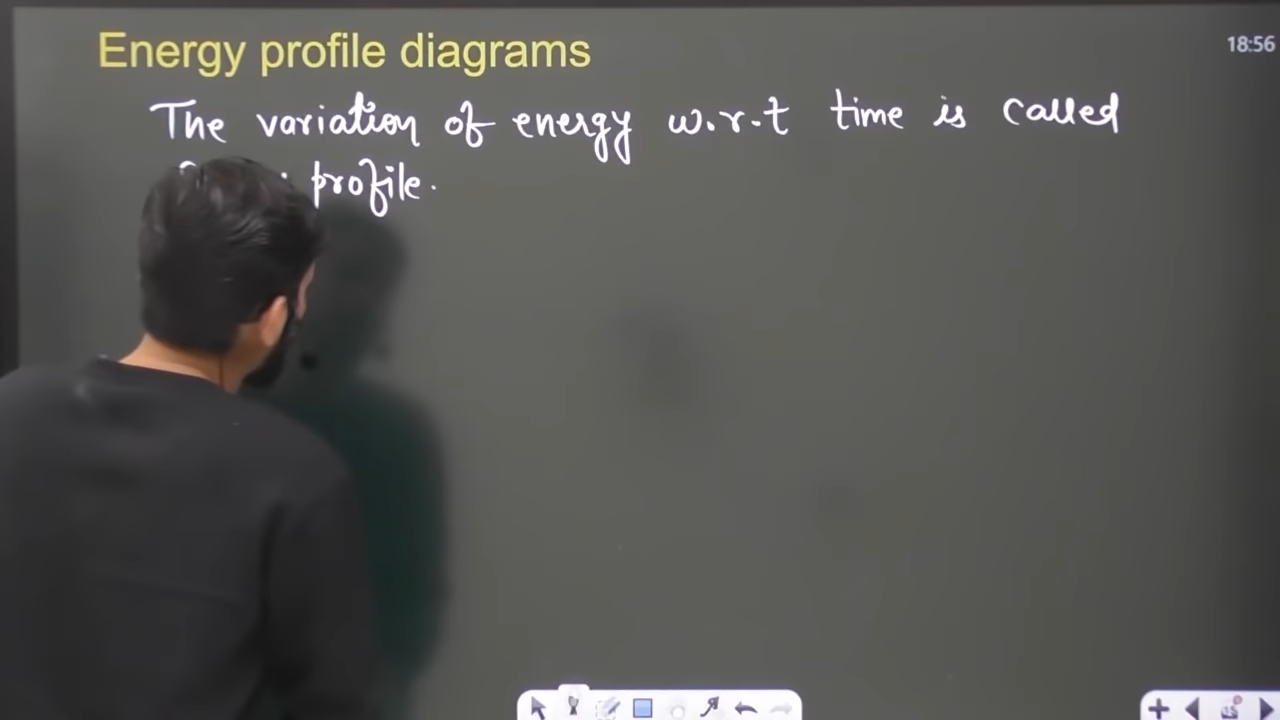 Energy profile diagrams
18:56
The variation of energy w.r.t time is called
profile.